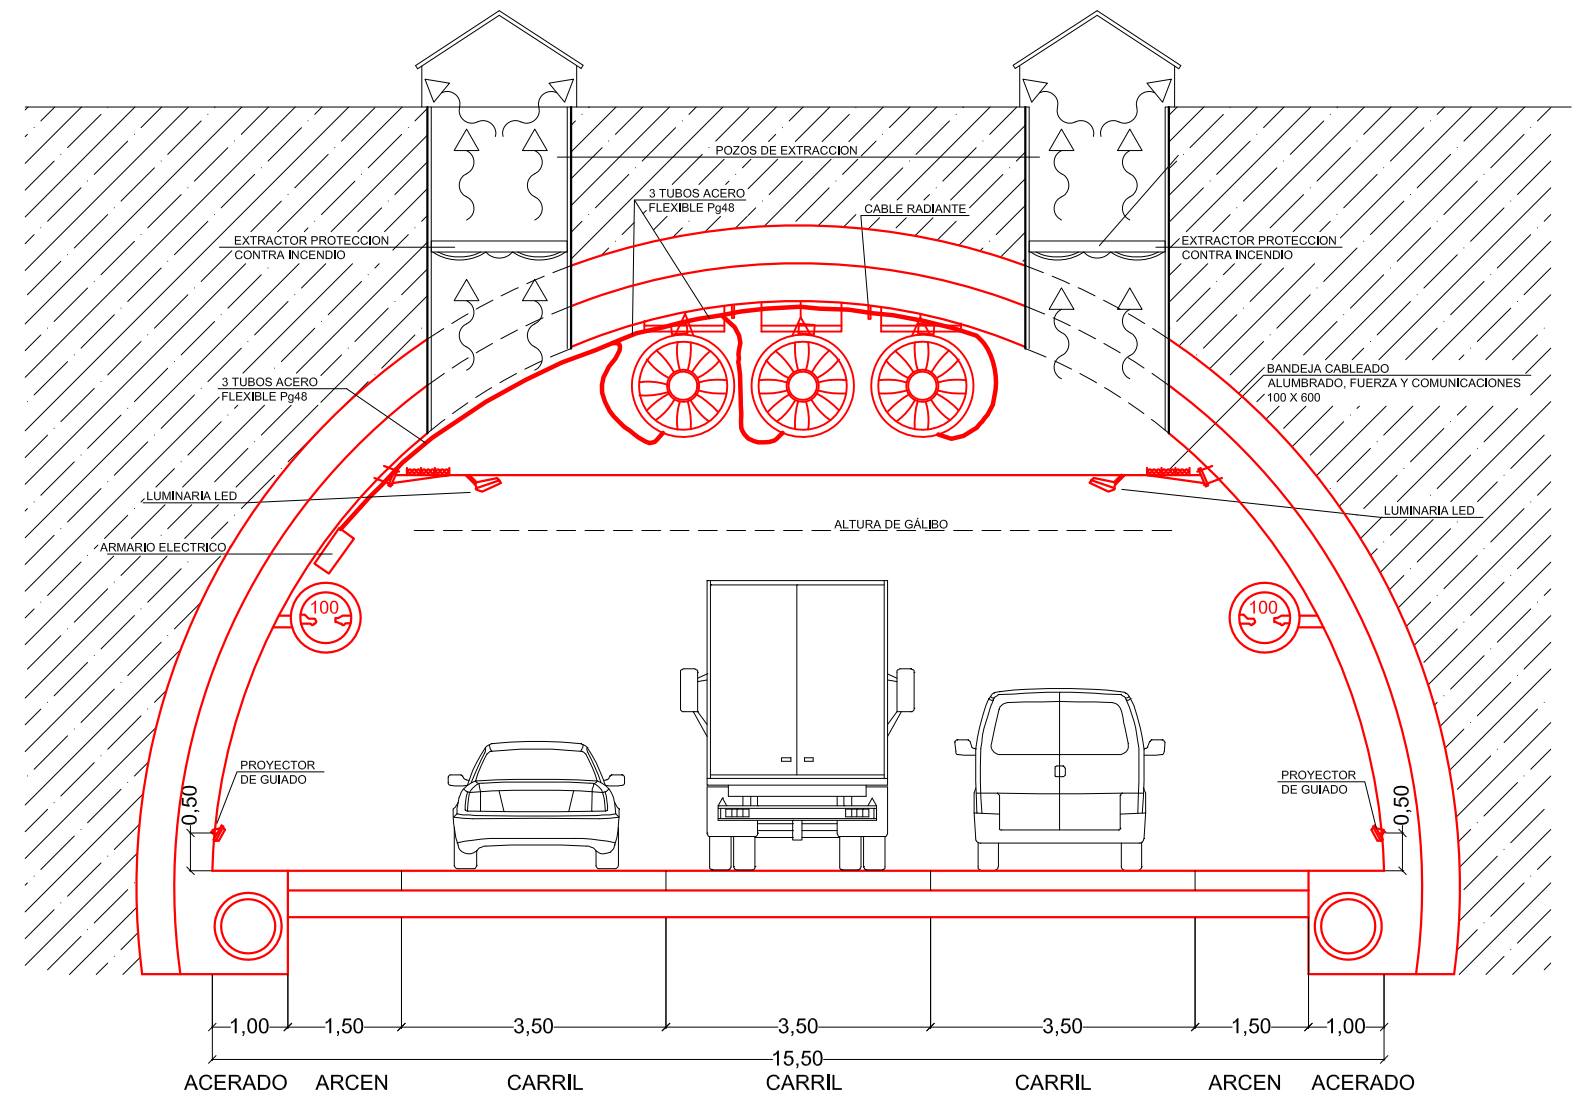 POZOS DE EXTRACCION
3 TUBOS ACERO
FLEXIBLE Pg48
CABLE RADIANTE
EXTRACTOR PROTECCION
CONTRA INCENDIO
EXTRACTOR PROTECCION
CONTRA INCENDIO
3 TUBOS ACERO
FLEXIBLE Pg48
BANDEJA CABLEADO
ALUMBRADO, FUERZA Y COMUNICACIONES
100 X 600
LUMINARIA LED
LUMINARIA LED
ALTURA DE GÁLIBO
ARMARIO ELECTRICO
100
100
PROYECTOR
DE GUIADO
PROYECTOR
DE GUIADO
0,50
0,50
1,00 1,50 3,50 3,50 3,50 1,50 1,00
15,50
ACERADO ARCEN CARRIL CARRIL CARRIL ARCEN ACERADO